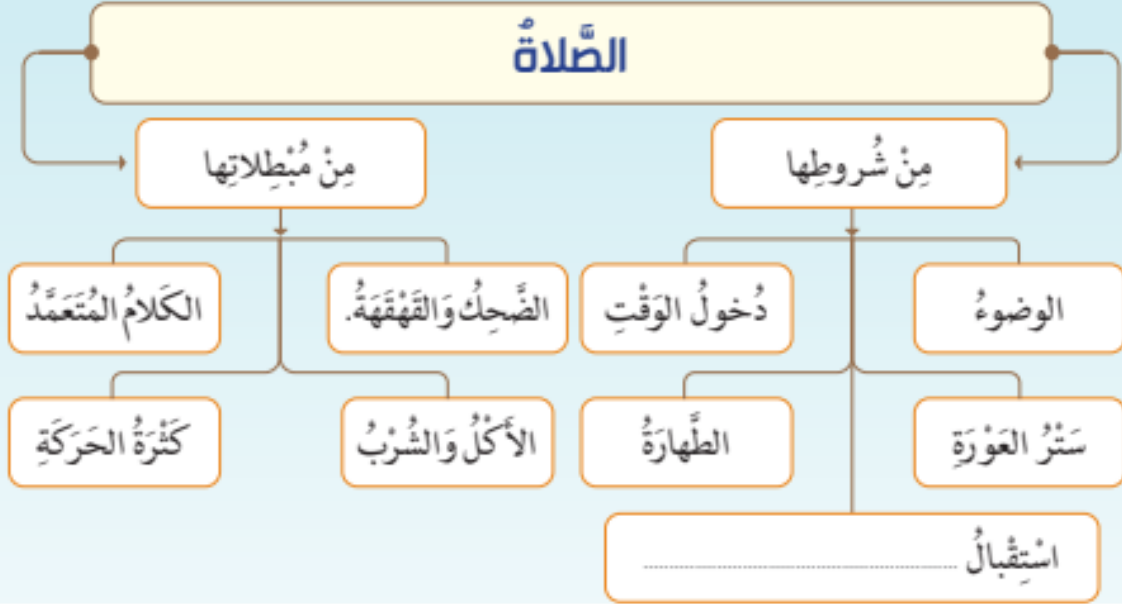 الصَّلاةُ
مِنْ شُروطِها
مِنْ مُبْطِلاتِها
الوضوءُ
دُخولُ الوَقْتِ
الضَّحِكُ وَالقَهْقَهَةُ.
الكَلامُ المُتَعَمَّدُ
سَتْرُ العَوْرَةِ
الطَّهارَةُ
الأَكْلُ وَالشُّرْبُ
كَثْرَةُ الحَرَكَةِ
اسْتِقْبالُ ..........................